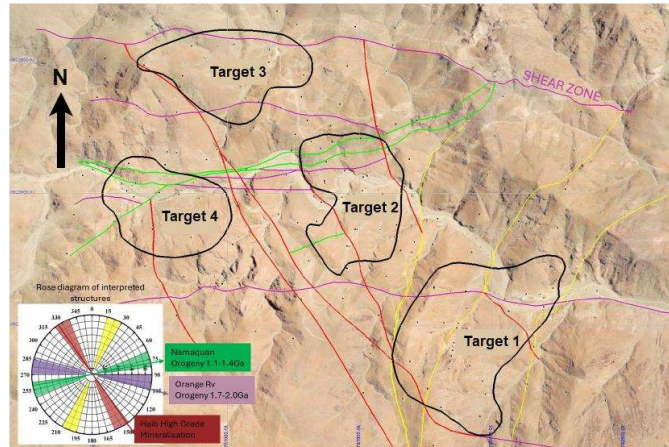 Target 3
SHEAR ZONE
N
Target 2
Target 4
Target 1
Rose diagram of interpreted
structures
0
345
15
330
30
315
45
300
60
285
75
270
90
255
105
240
120
225
210
150
195
180
165
Namaquan
Orogeny 1.1-1.4Ga
Orange Rv
Orogeny 1.7-2.0Ga
Haib High Grade
Mineralisation